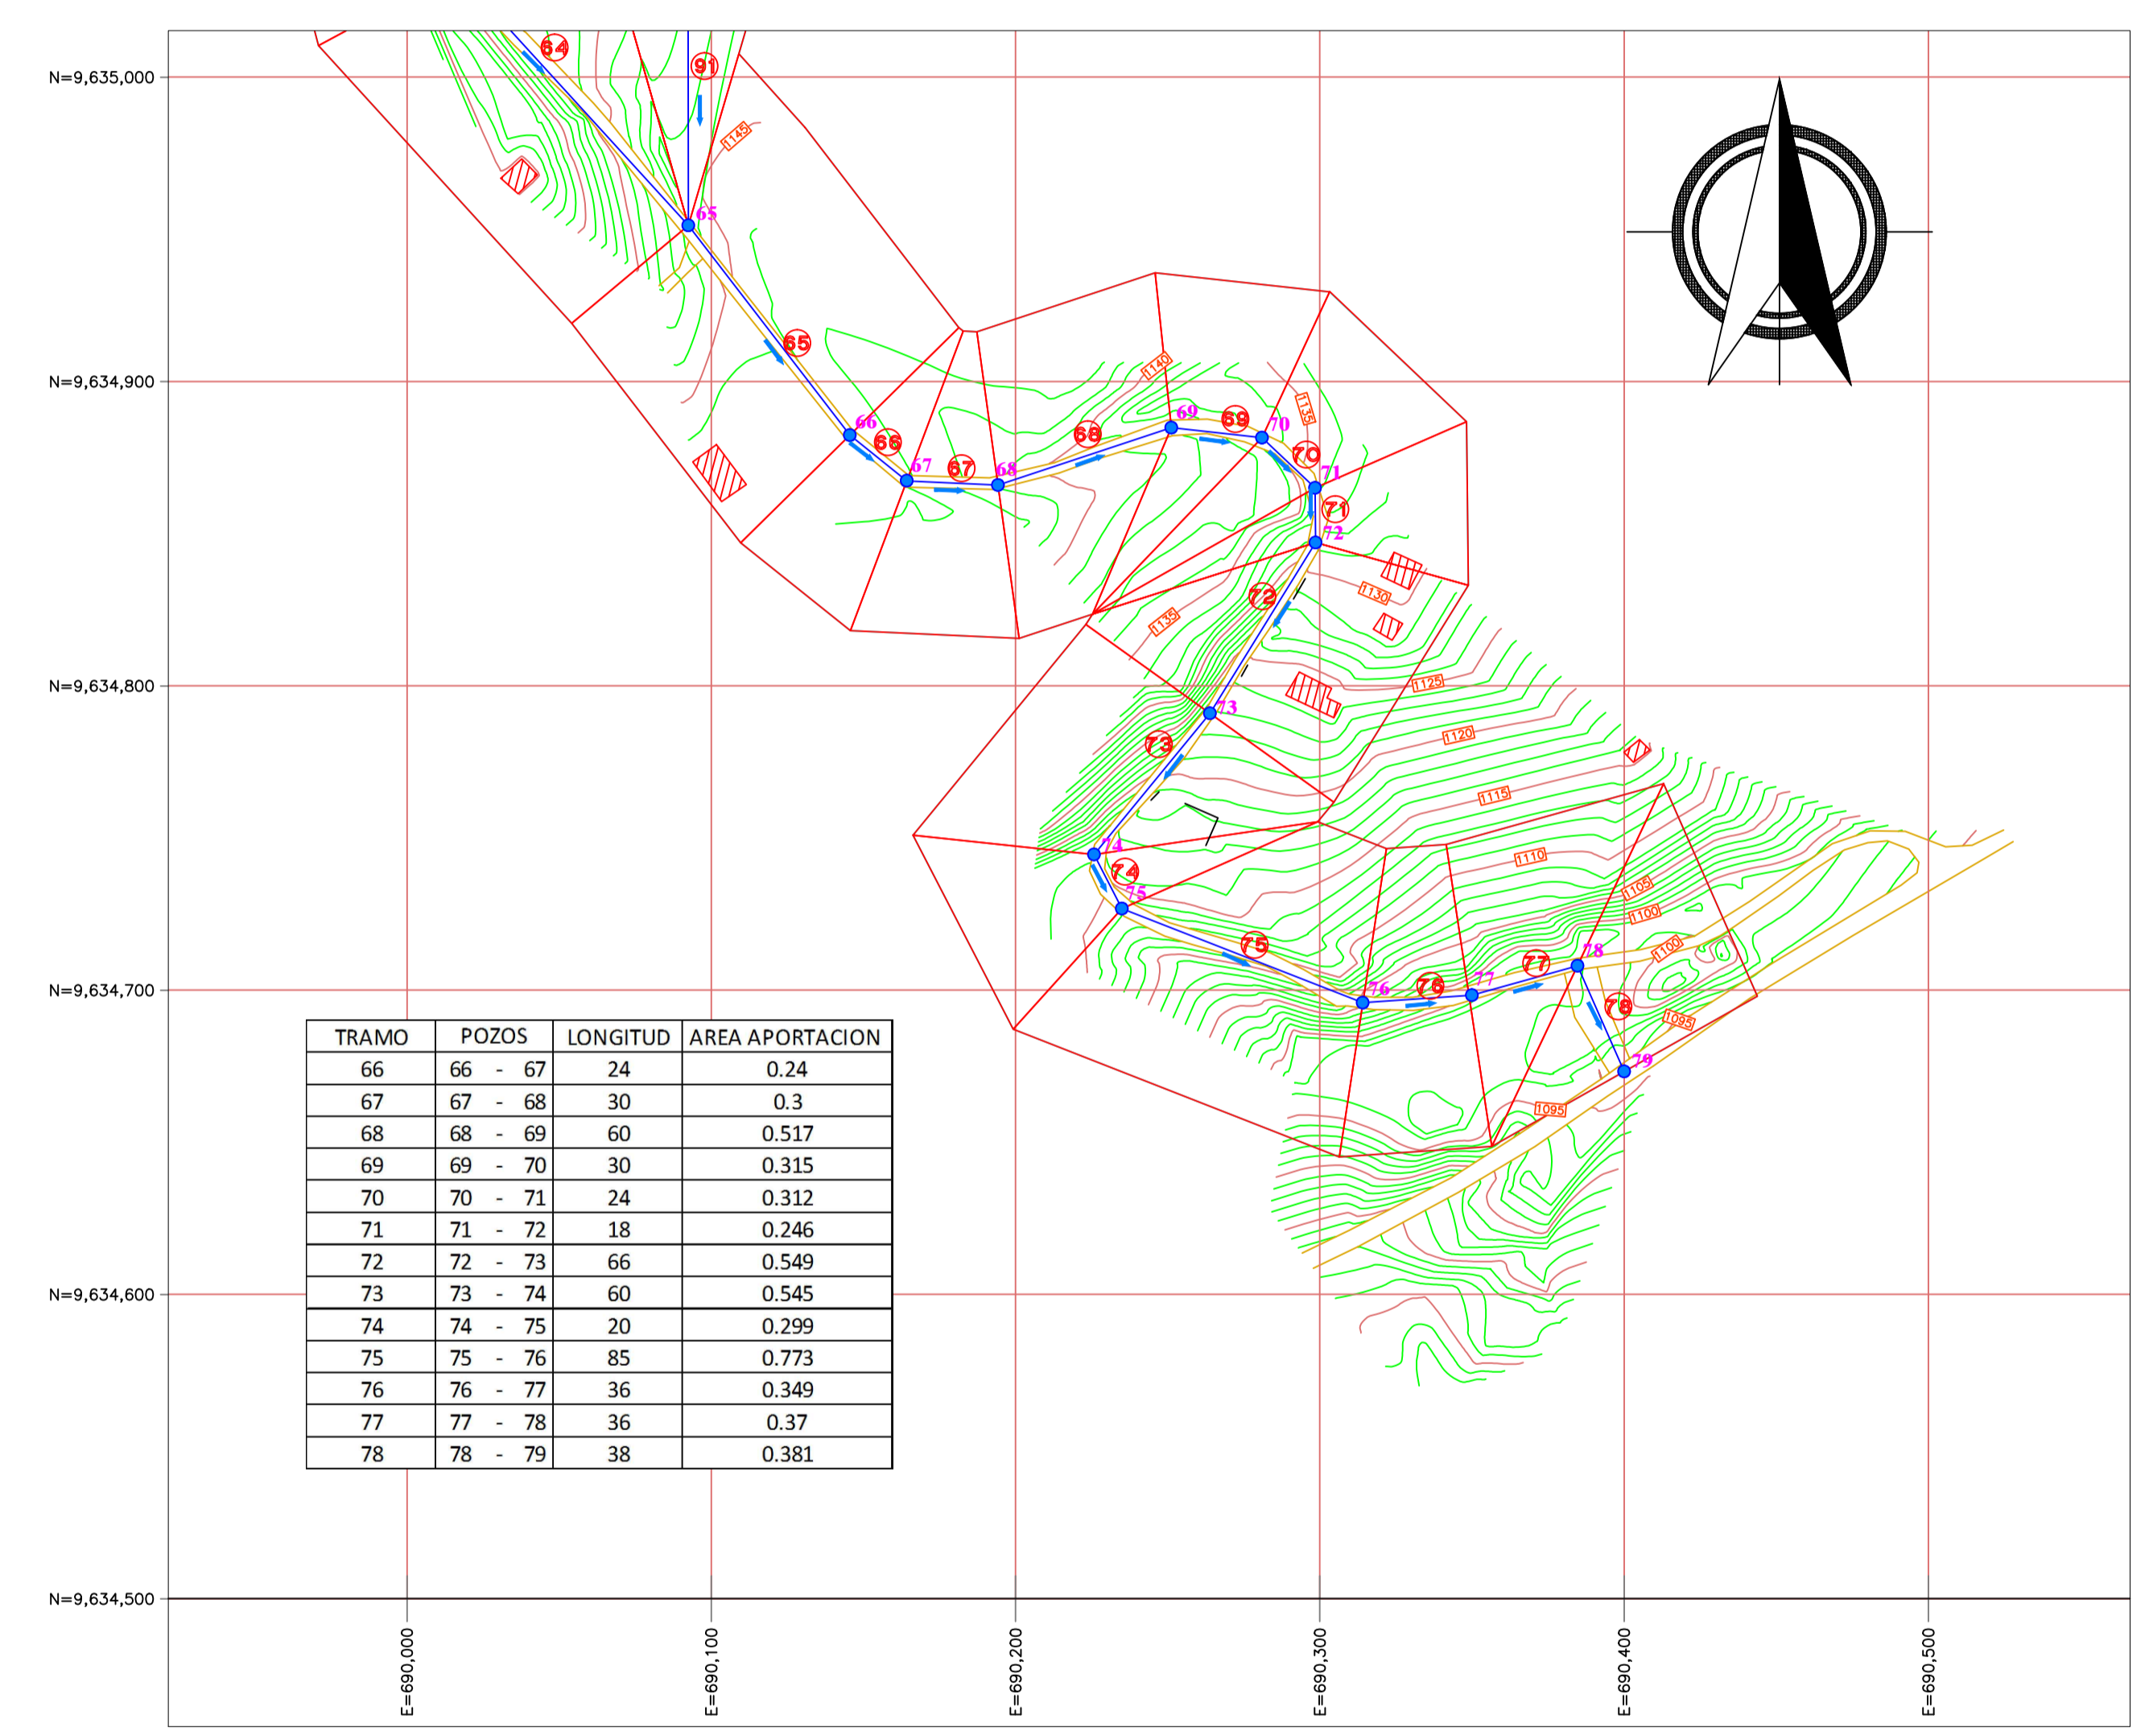 64
91
N=9,635,000
1145
65
65
N=9,634,900
1140
1135
66
66
67
67
68
68
69
69
70
70
71
71
72
72
1130
1135
N=9,634,800
1125
73
73
1120
1115
74
74
1110
75
1105
1100
75
1100
78
77
N=9,634,700
76
76
77
78
1095
79
1095
TRAMO POZOS LONGITUD AREA APORTACION
66 66 - 67 24 0.24
67 67 - 68 30 0.3
68 68 - 69 60 0.517
69 69 - 70 30 0.315
70 70 - 71 24 0.312
71 71 - 72 18 0.246
72 72 - 73 66 0.549
73 73 - 74 60 0.545
74 74 - 75 20 0.299
75 75 - 76 85 0.773
76 76 - 77 36 0.349
77 77 - 78 36 0.37
78 78 - 79 38 0.381
N=9,634,600
N=9,634,500
E=690,000
E=690,100
E=690,200
E=690,300
E=690,400
E=690,500